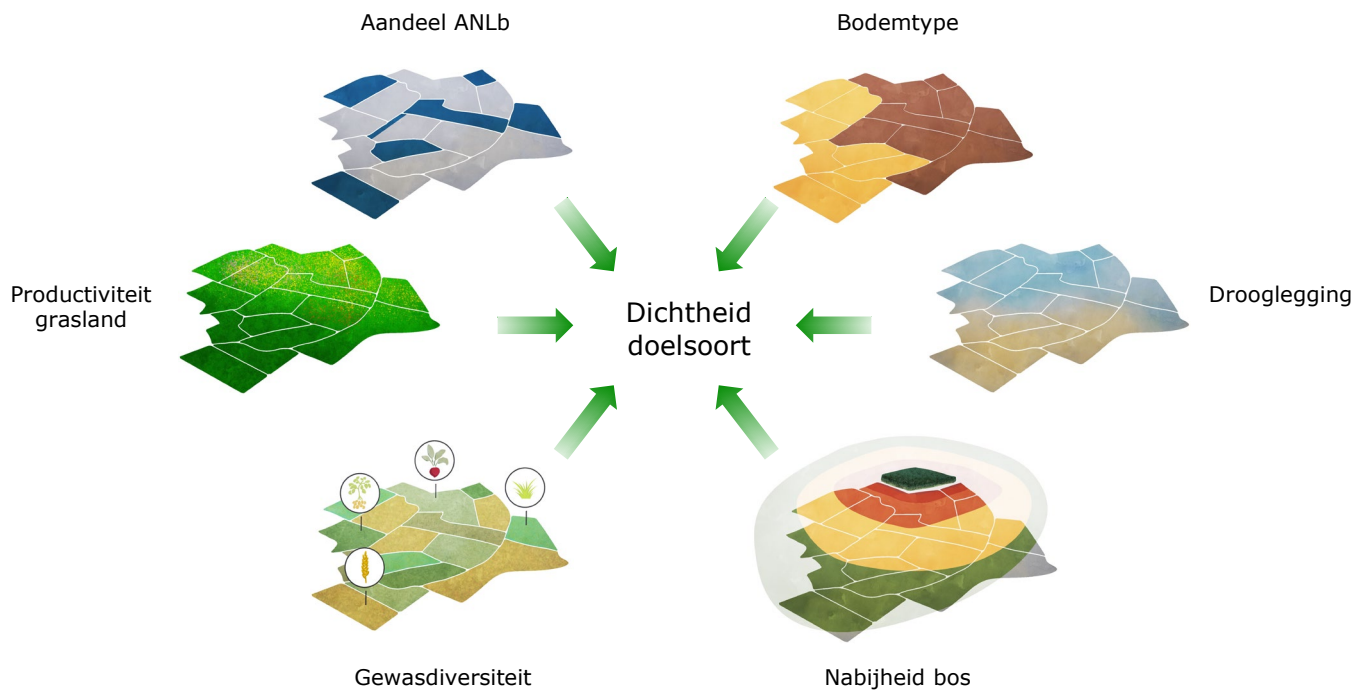 Aandeel ANLb
Bodemtype
Productiviteit
grasland
Dichtheid
doelsoort
Drooglegging
Gewasdiversiteit
Nabijheid bos